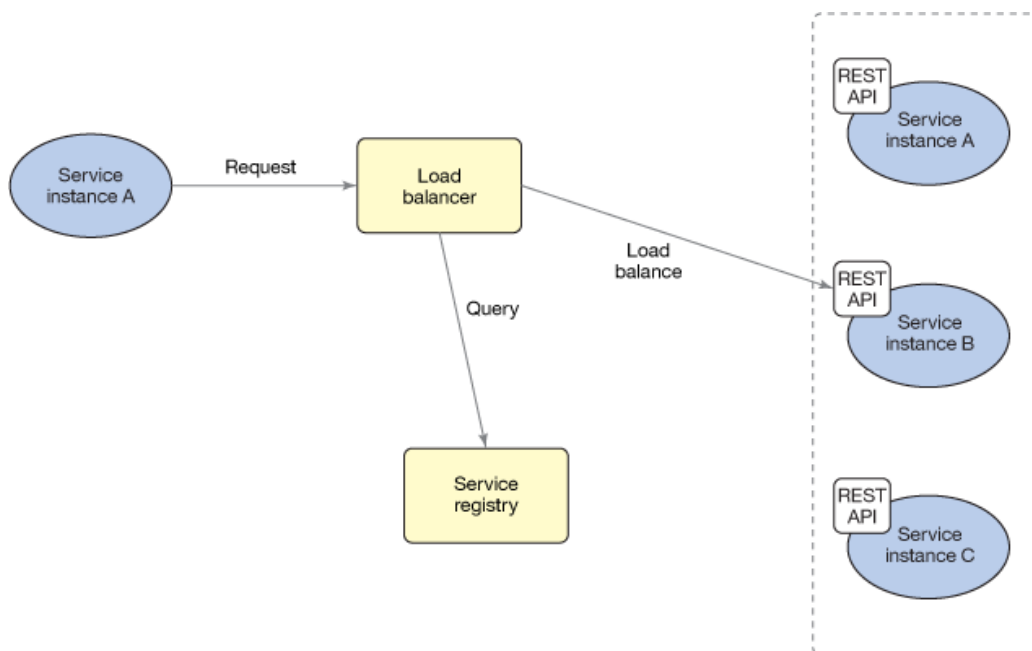 Service
instance A
Request
Load
balancer
Query
Service
registry
Load
balance
REST
API
Service
instance A
REST
API
Service
instance B
REST
API
Service
instance C